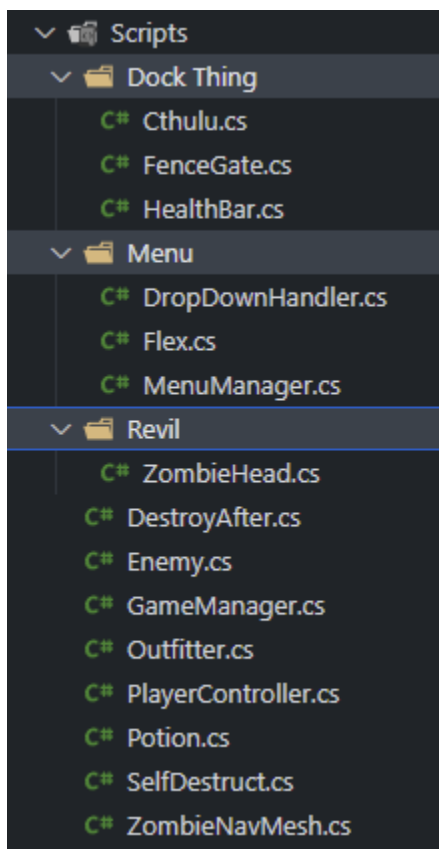 Scripts
Dock Thing
C# Cthulu.cs
C# FenceGate.cs
C# HealthBar.cs
Menu
C# DropDownHandler.cs
C# Flex.cs
C# MenuManager.cs
Revil
C# ZombieHead.cs
C# DestroyAfter.cs
C# Enemy.cs
C# GameManager.cs
C# Outfitter.cs
C# PlayerController.cs
C# Potion.cs
C# SelfDestruct.cs
C# ZombieNavMesh.cs